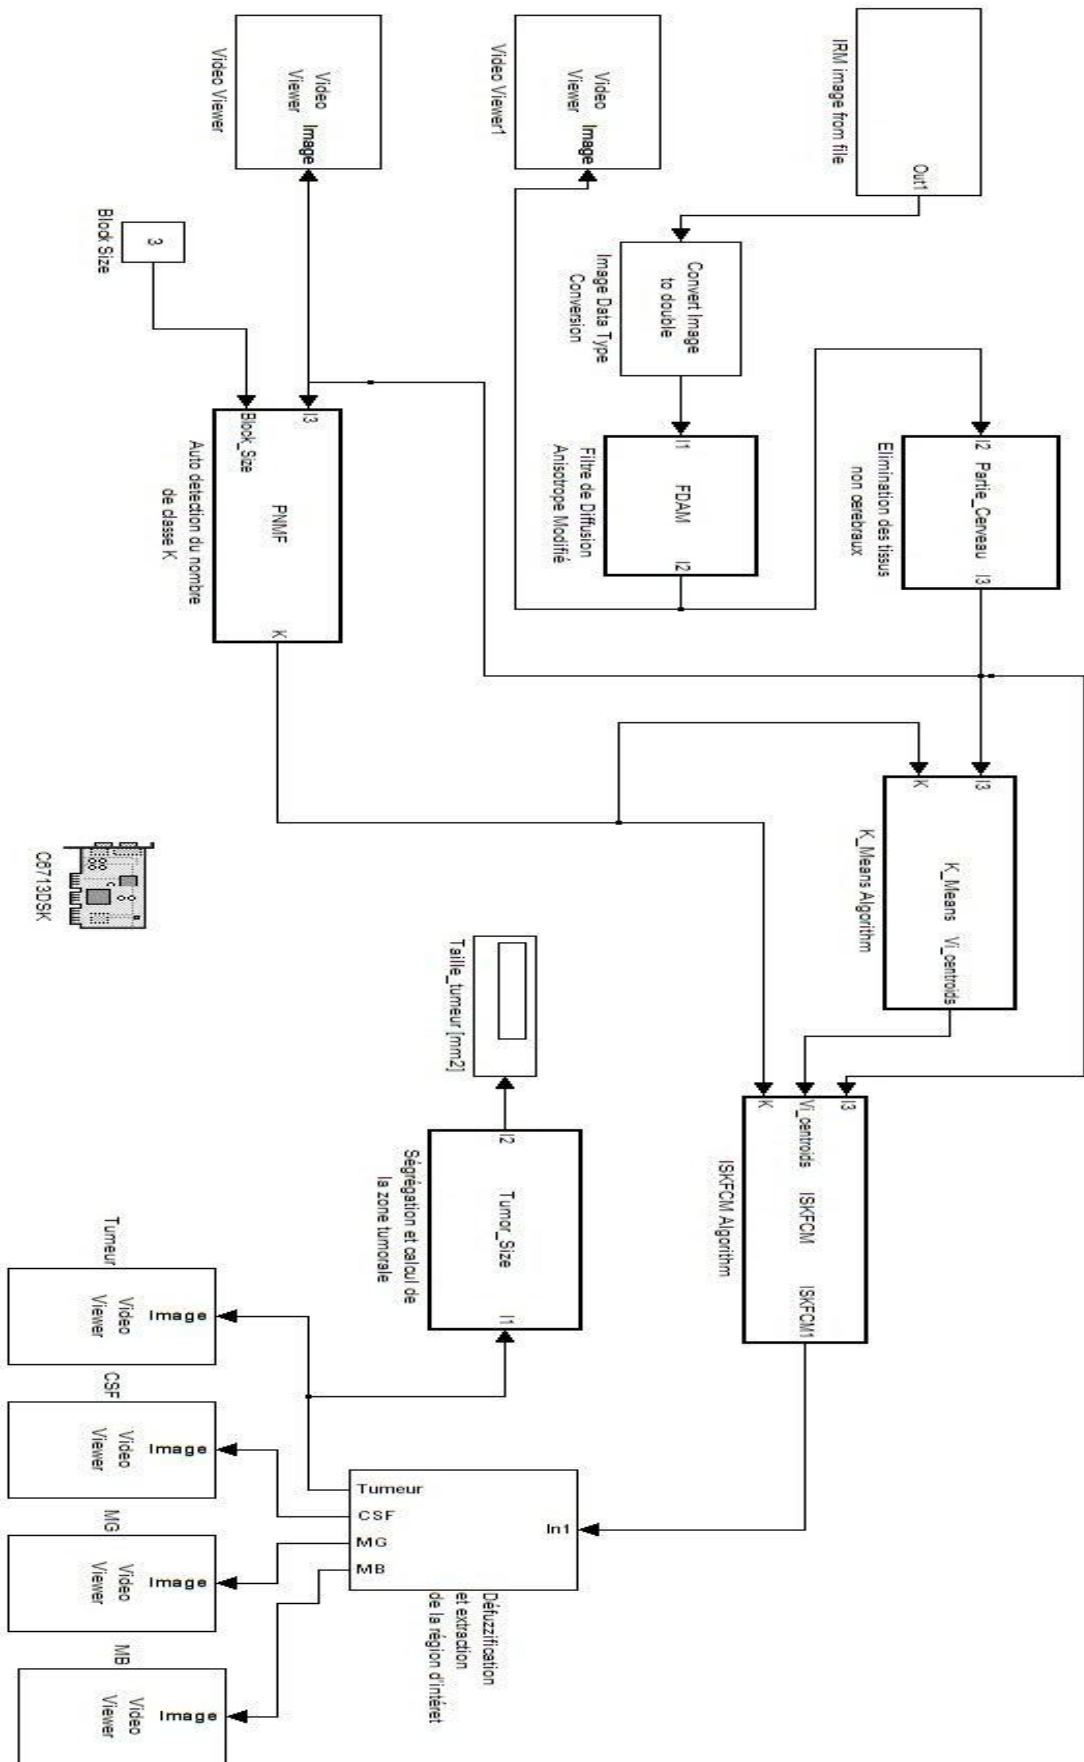 IRM image from file
Out1
Video
Viewer
Image
Video Viewer1
Video
Viewer
Image
Video Viewer
Convert Image
to double
Image Data Type
Conversion
3
Block Size
I2
Partie_Cerveau
I3
Elimination des tissus
non cerebraux
I1
FDAM
I2
Filtre de Diffusion
Anisotrope Modifié
I3
Block_Size
PNMF
K
Auto detection du nombre
de classe K
I3
K
K_Means
Vi_centroids
K_Means Algorithm
C6713DSK
I3
Vi_centroids
K
ISKFCM
ISKFCM1
ISKFCM Algorithm
Taille_tumeur [mm2]
I2
Tumor_Size
I1
Ségrégation et calcul de
la zone tumorale
In1
Tumeur
CSF
MG
MB
Défuzzification
et extraction
de la région d'intéret
Tumeur
Video
Viewer
Image
CSF
Video
Viewer
Image
MG
Video
Viewer
Image
MB
Video
Viewer
Image